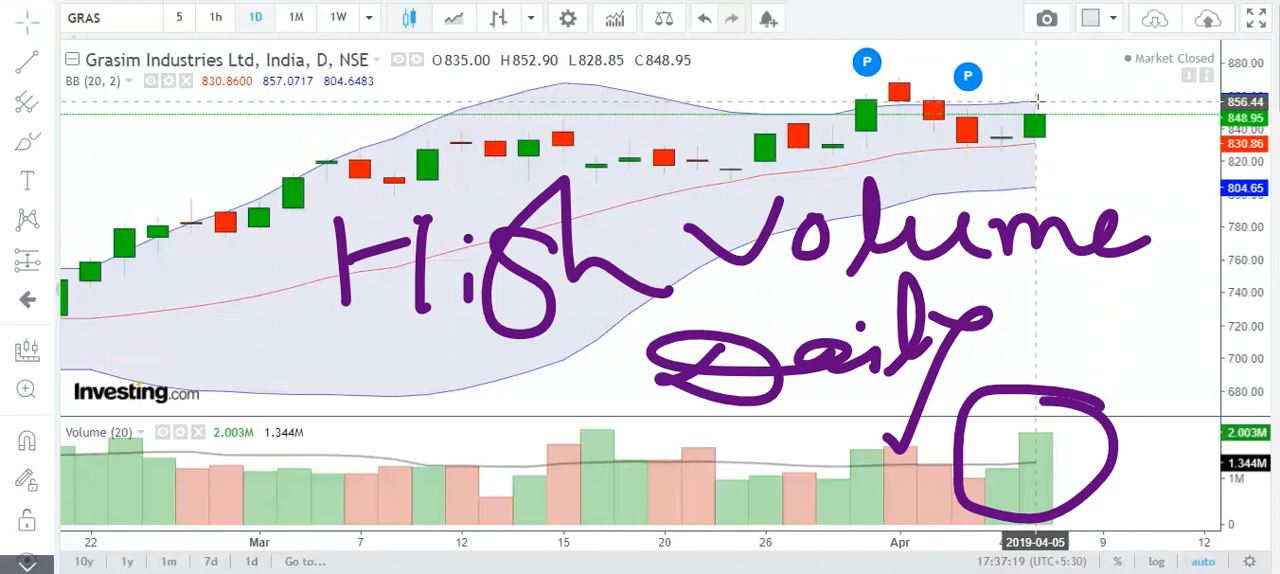 GRAS 5 1h 1D 1M 1W
Grasim Industries Ltd, India, D, NSE O835.00 H852.90 L828.85 C848.95
Market Closed
BB (20, 2) 830.8600 857.0717 804.6483
P P
880.00
856.44
848.95
840.00
830.86
820.00
804.65
780.00
760.00
740.00
720.00
700.00
680.00
High Volume
Daily
Investing.com
Volume (20) 2.003M 1.344M
2.003M
1.344M
1M
0
22 Mar 7 12 15 20 26 Apr 2019-04-05 9 12
10y 1y 1m 7d 1d Go to... 17:37:19 (UTC+5:30) % log auto